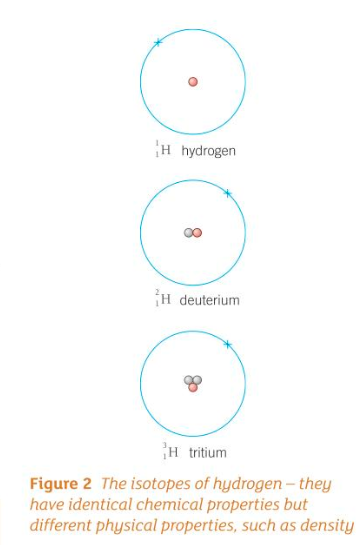 ¹₁H hydrogen
²₁H deuterium
³₁H tritium
Figure 2 The isotopes of hydrogen – they
have identical chemical properties but
different physical properties, such as density